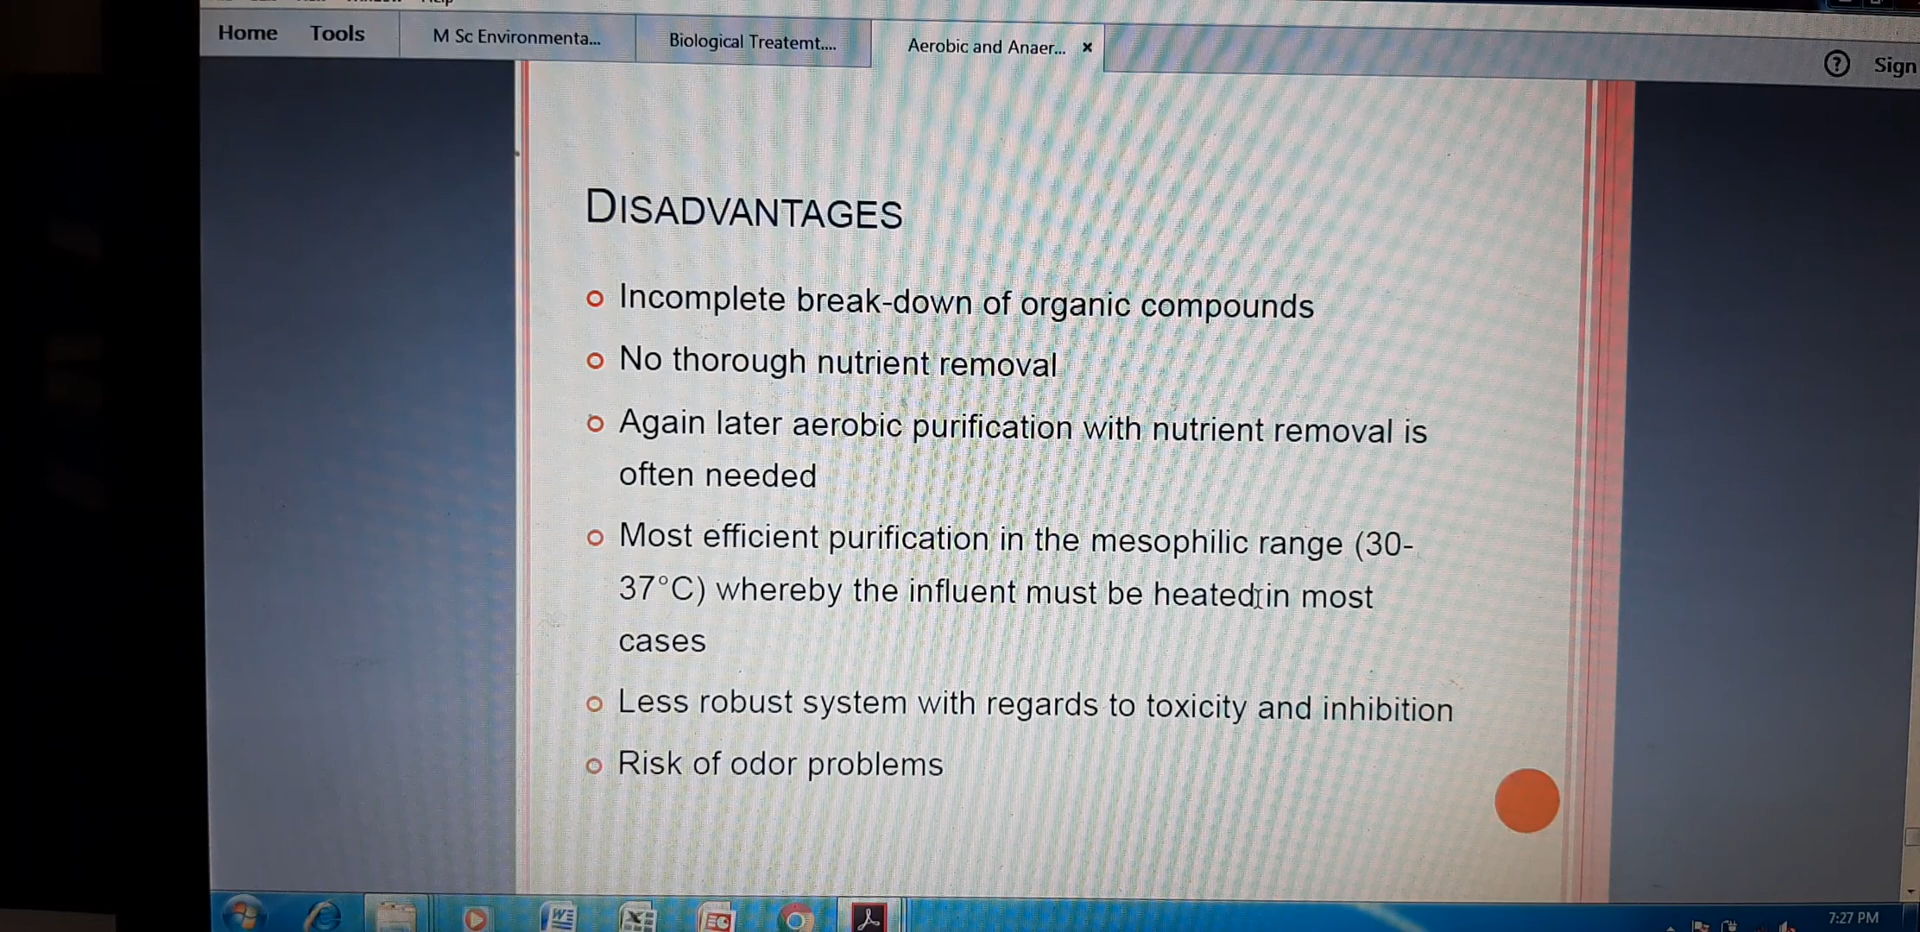 Home Tools M Sc Environmenta... Biological Treatemt.... Aerobic and Anaer... ×
? Sign
DISADVANTAGES
Incomplete break-down of organic compounds
No thorough nutrient removal
Again later aerobic purification with nutrient removal is
often needed
Most efficient purification in the mesophilic range (30-
37°C) whereby the influent must be heated in most
cases
Less robust system with regards to toxicity and inhibition
Risk of odor problems
7:27 PM